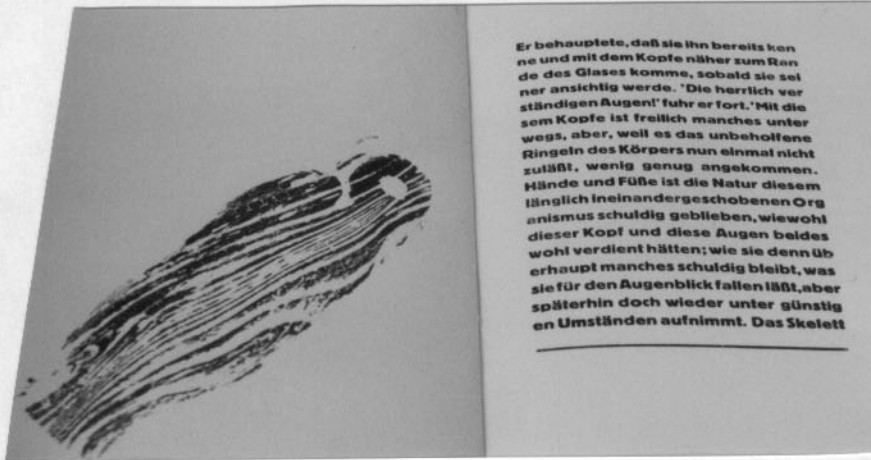 Er behauptete, daß sie ihn bereits ken
ne und mit dem Kopfe näher zum Ran
de des Glases komme, sobald sie sei
ner ansichtig werde. 'Die herrlich ver
ständigen Augen!' fuhr er fort. 'Mit die
sem Kopfe ist freilich manches unter
wegs, aber, weil es das unbeholfene
Ringeln des Körpers nun einmal nicht
zuläßt, wenig genug angekommen.
Hände und Füße ist die Natur diesem
länglich ineinandergeschobenen Org
anismus schuldig geblieben, wiewohl
dieser Kopf und diese Augen beides
wohl verdient hätten; wie sie denn üb
erhaupt manches schuldig bleibt, was
sie für den Augenblick fallen läßt, aber
späterhin doch wieder unter günstig
en Umständen aufnimmt. Das Skelett